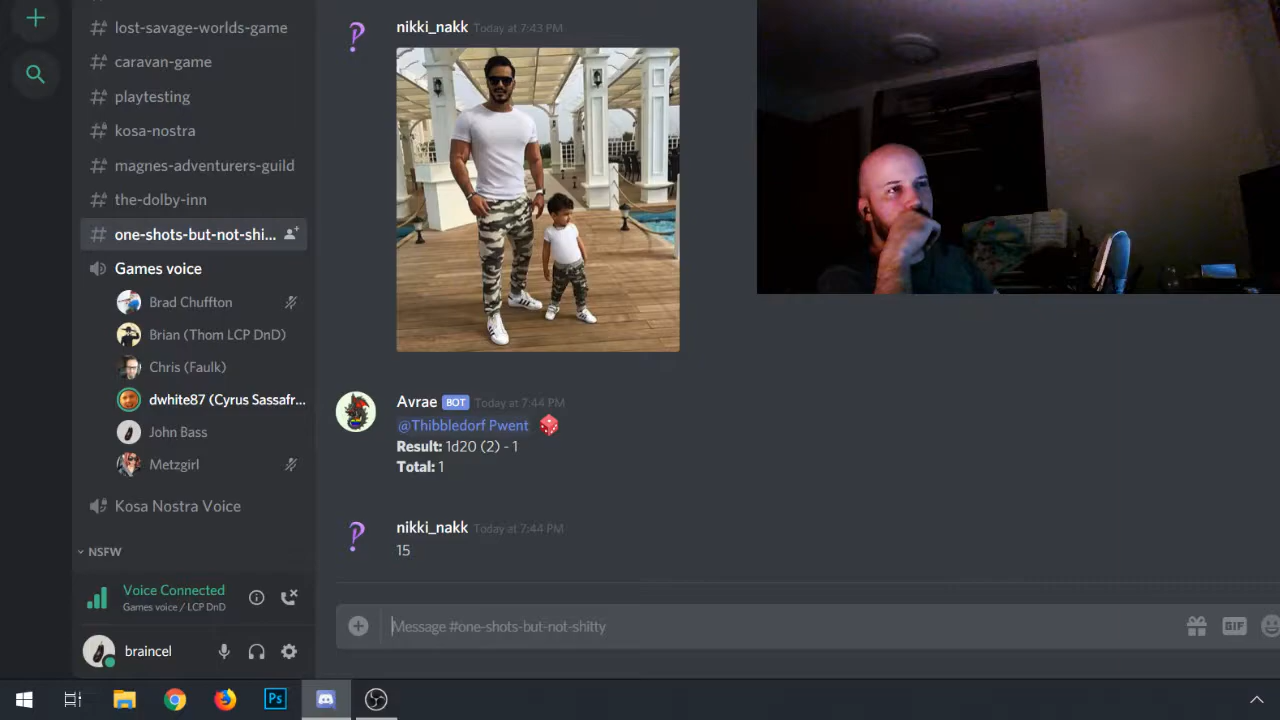 lost-savage-worlds-game
caravan-game
playtesting
kosa-nostra
magnes-adventurers-guild
the-dolby-inn
one-shots-but-not-shi...
Games voice
Brad Chuffton
Brian (Thom LCP DnD)
Chris (Faulk)
dwhite87 (Cyrus Sassafr...
John Bass
Metzgirl
Kosa Nostra Voice
NSFW
Voice Connected
Games voice / LCP DnD
braincel
nikki_nakk Today at 7:43 PM
Avrae BOT Today at 7:44 PM
@Thibbledorf Pwent
Result: 1d20 (2) - 1
Total: 1
nikki_nakk Today at 7:44 PM
15
Message #one-shots-but-not-shitty
GIF
Ps